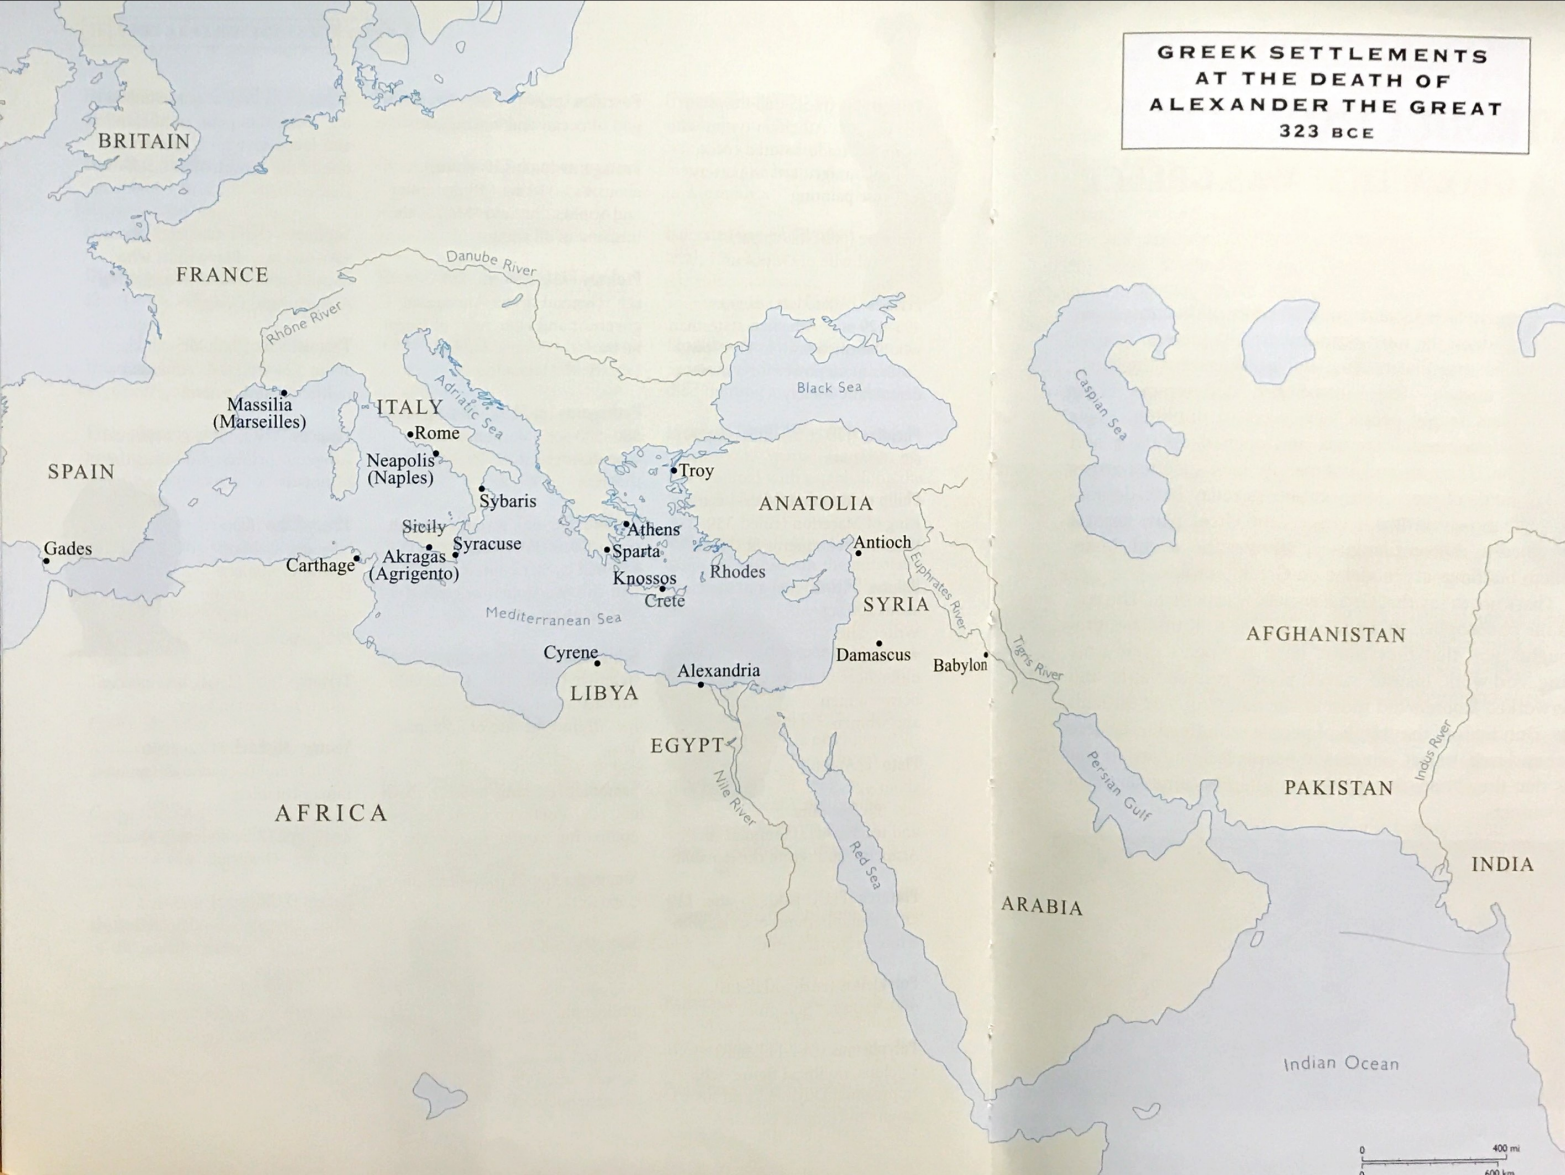 GREEK SETTLEMENTS
AT THE DEATH OF
ALEXANDER THE GREAT
323 BCE
BRITAIN
FRANCE
Danube River
Rhône River
Massilia
(Marseilles)
ITALY
Adriatic Sea
Black Sea
Caspian Sea
Rome
Neapolis
(Naples)
SPAIN
Sybaris
Troy
ANATOLIA
Sicily
Syracuse
Athens
Antioch
Gades
Carthage
Akragas
(Agrigento)
Sparta
Knossos
Crete
Rhodes
Euphrates River
SYRIA
Mediterranean Sea
Cyrene
Alexandria
Damascus
Babylon
Tigris River
AFGHANISTAN
LIBYA
EGYPT
Nile River
Persian Gulf
Indus River
PAKISTAN
AFRICA
Red Sea
INDIA
ARABIA
Indian Ocean
0 400 mi
0 600 km